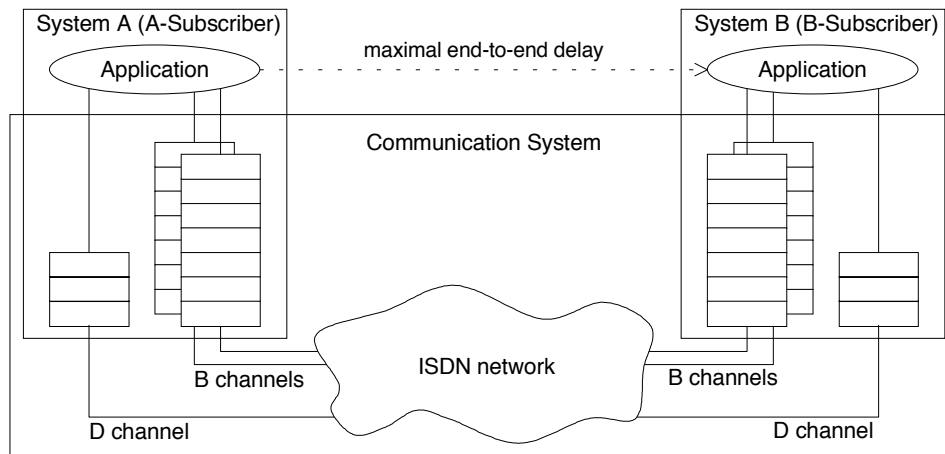 System A (A-Subscriber)
System B (B-Subscriber)
maximal end-to-end delay
Application
Application
Communication System
ISDN network
B channels
B channels
D channel
D channel